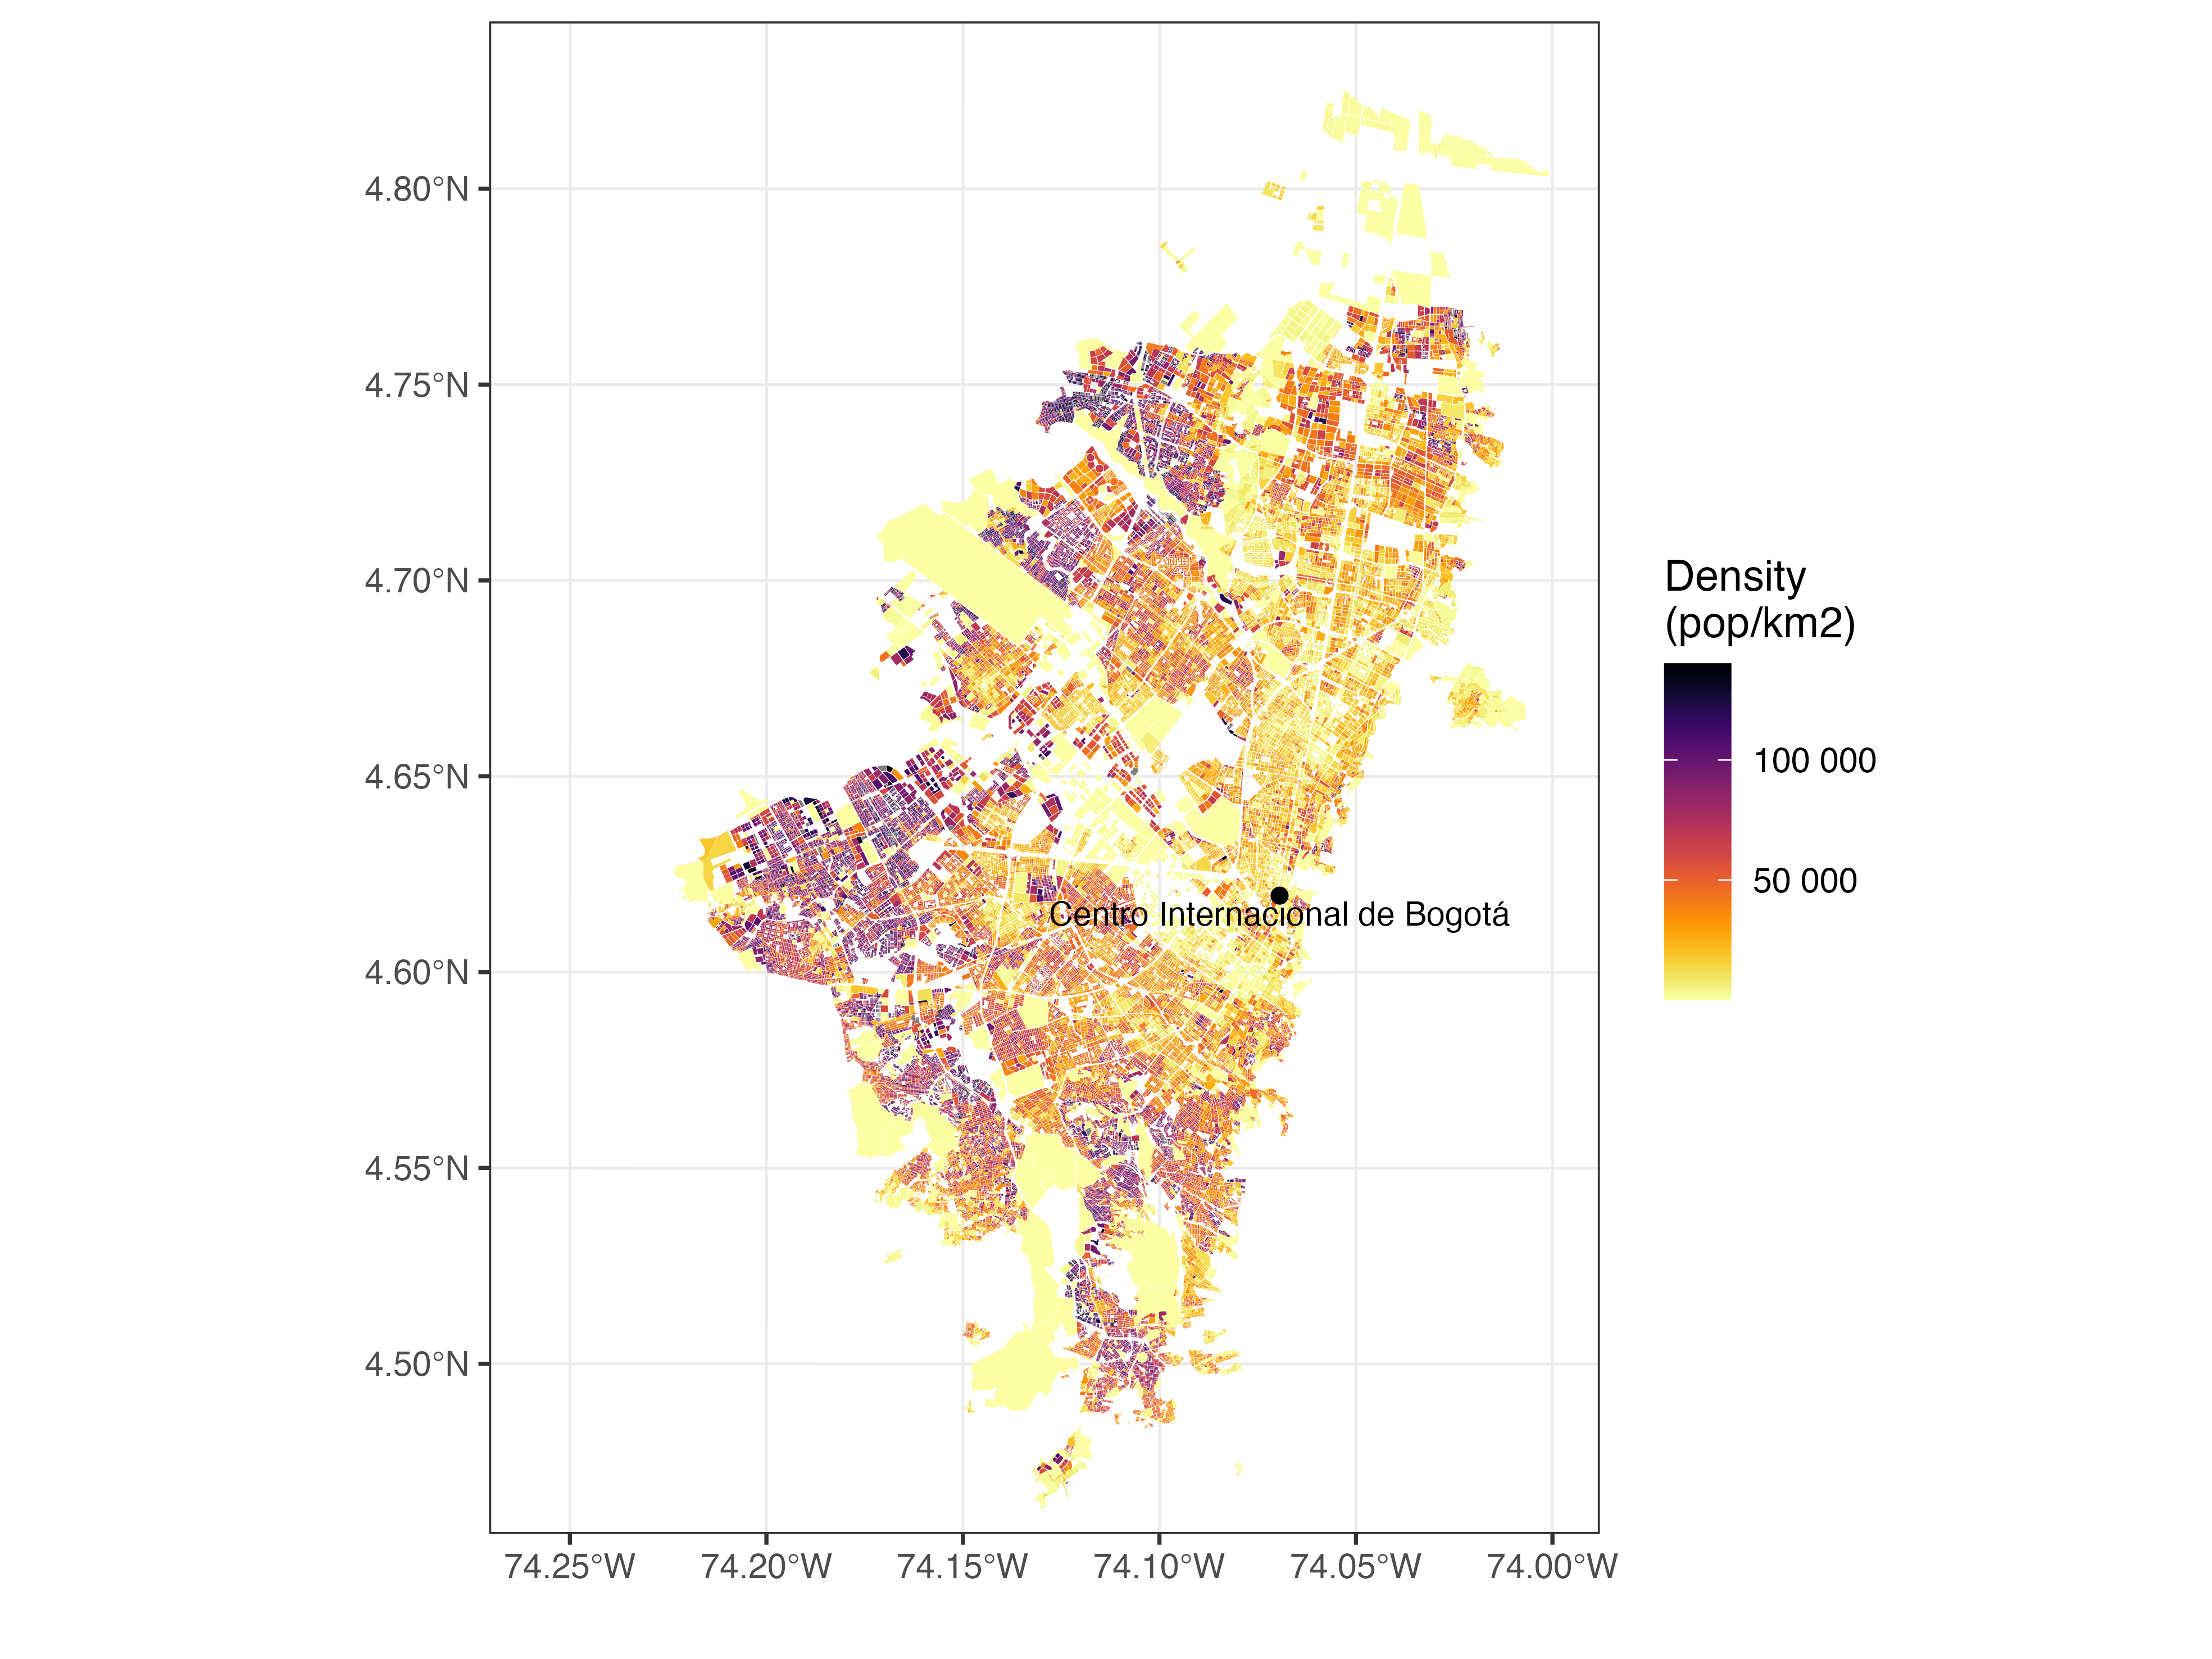 4.80°N
4.75°N
4.70°N
4.65°N
4.60°N
4.55°N
4.50°N
74.25°W
74.20°W
74.15°W
74.10°W
74.05°W
74.00°W
Centro Internacional de Bogotá
Density
(pop/km2)
100 000
50 000